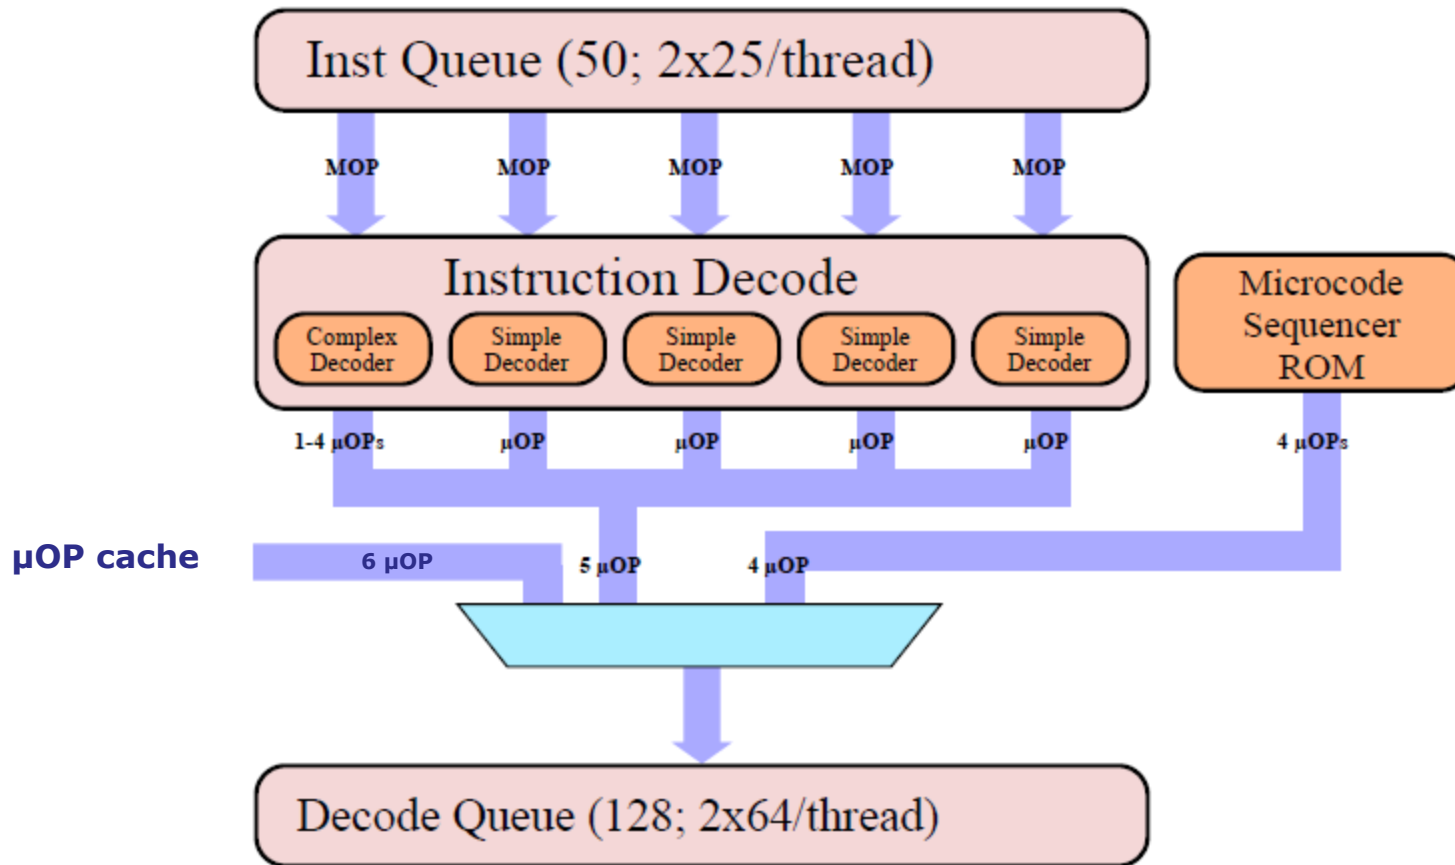 Inst Queue (50; 2x25/thread)
MOP MOP MOP MOP MOP
Instruction Decode
Complex Decoder
Simple Decoder
Simple Decoder
Simple Decoder
Simple Decoder
Microcode
Sequencer
ROM
1-4 µOPs µOP µOP µOP µOP 4 µOPs
µOP cache 6 µOP 5 µOP 4 µOP
Decode Queue (128; 2x64/thread)